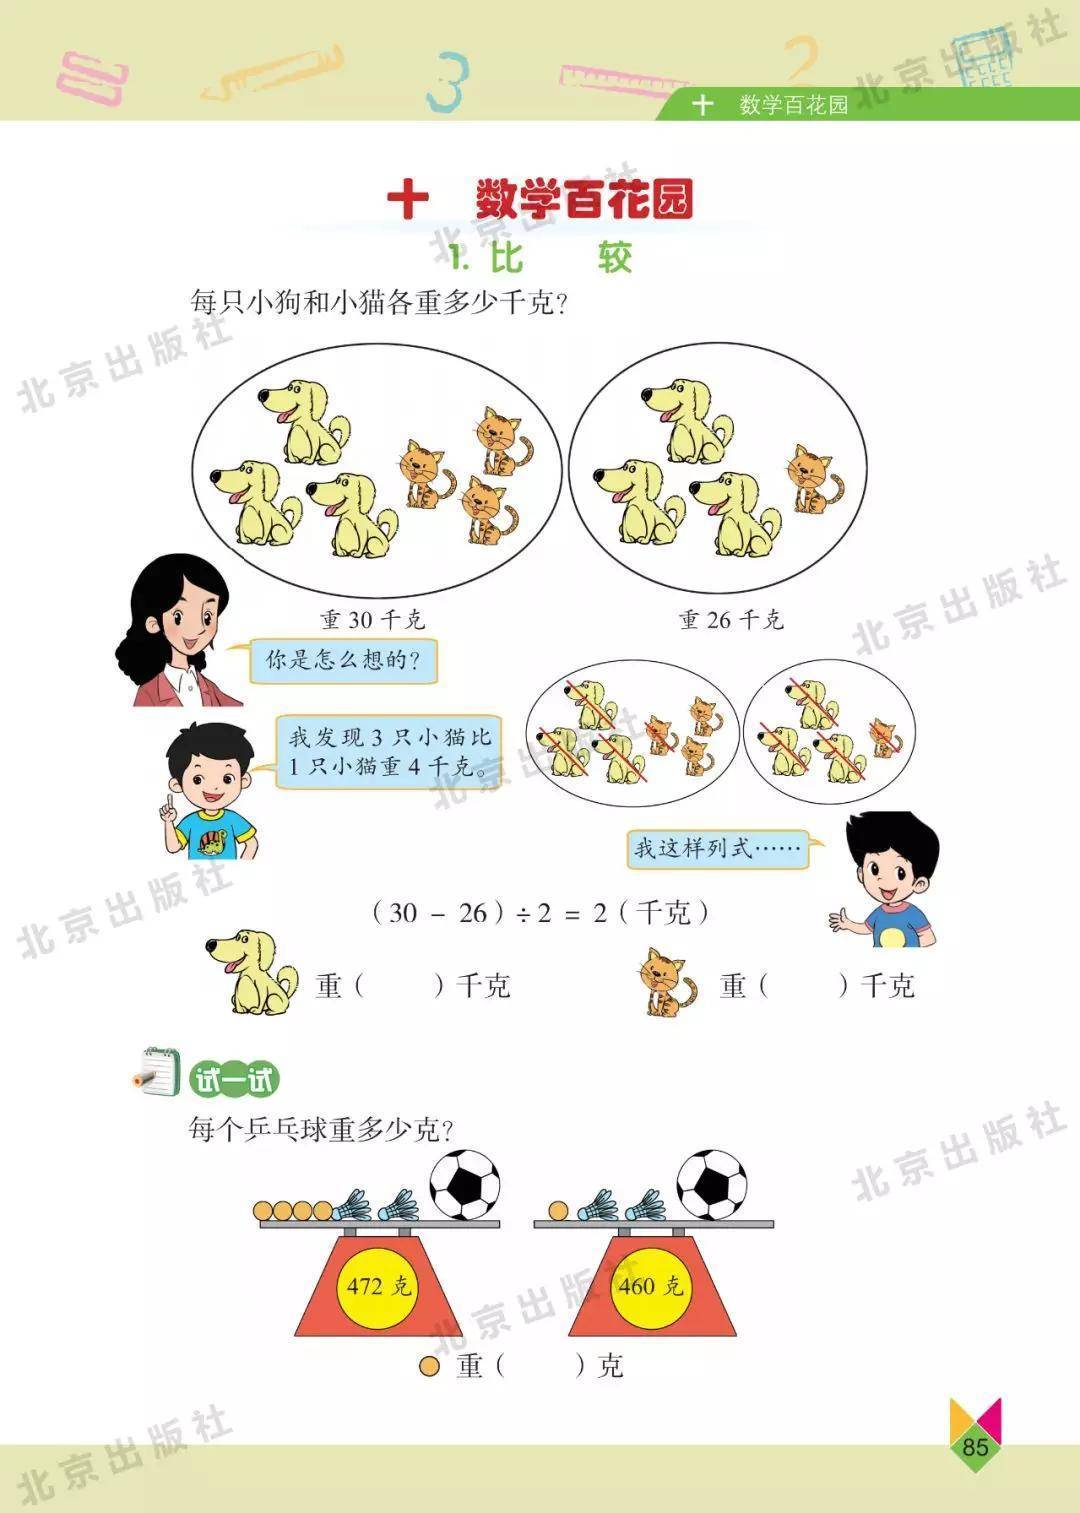 十 数学百花园
十 数学百花园
1. 比 较
每只小狗和小猫各重多少千克?
重 30 千克
重 26 千克
你是怎么想的?
我发现 3 只小猫比
1 只小猫重 4 千克。
我这样列式……
(30 - 26) ÷ 2 = 2 (千克)
重( )千克
重( )千克
试一试
每个乒乓球重多少克?
472 克
460 克
重( )克
85
北京出版社
北京出版社
北京出版社
北京出版社
北京出版社
北京出版社
北京出版社
北京出版社
北京出版社